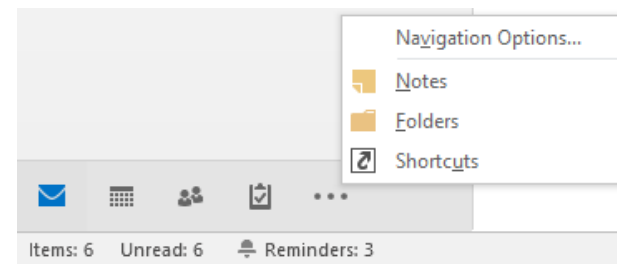 Navigation Options...
Notes
Folders
Shortcuts
Items: 6 Unread: 6 Reminders: 3